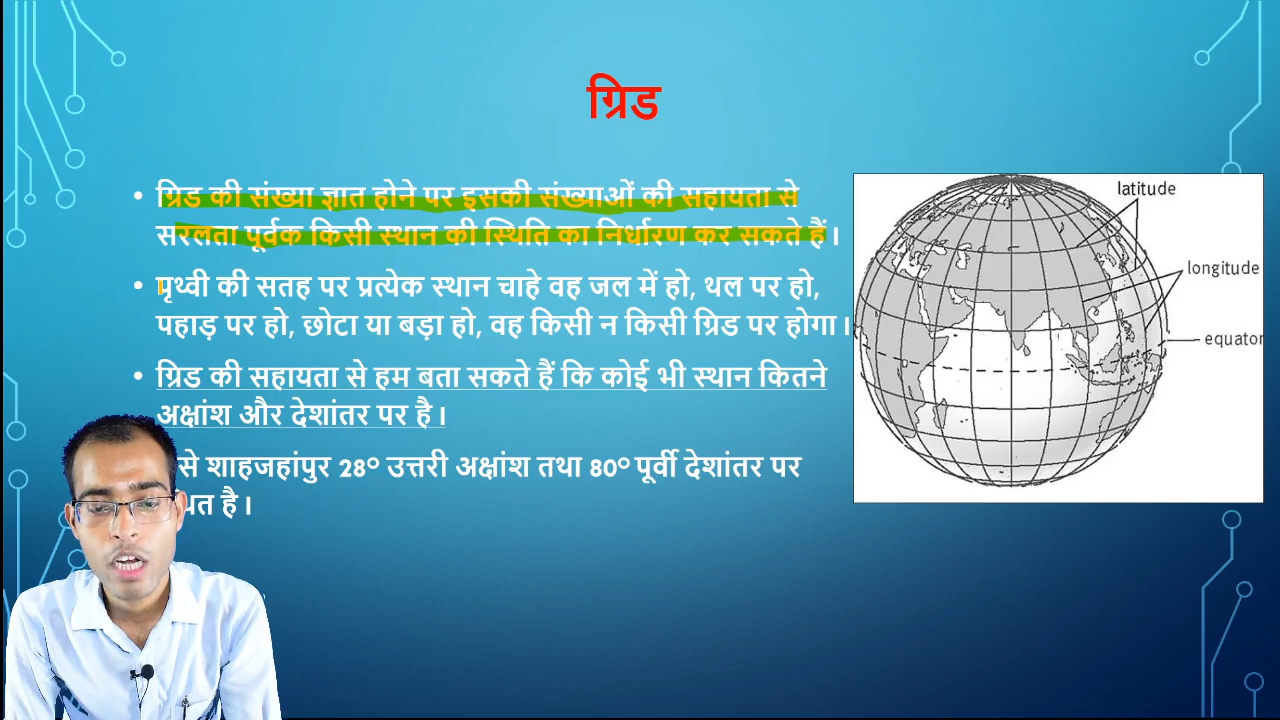 ग्रिड
• ग्रिड की संख्या ज्ञात होने पर इसकी संख्याओं की सहायता से
सरलता पूर्वक किसी स्थान की स्थिति का निर्धारण कर सकते हैं।
• पृथ्वी की सतह पर प्रत्येक स्थान चाहे वह जल में हो, थल पर हो,
पहाड़ पर हो, छोटा या बड़ा हो, वह किसी न किसी ग्रिड पर होगा।
• ग्रिड की सहायता से हम बता सकते हैं कि कोई भी स्थान कितने
अक्षांश और देशांतर पर है।
से शाहजहांपुर 28° उत्तरी अक्षांश तथा 80° पूर्वी देशांतर पर
है।
latitude
longitude
equator